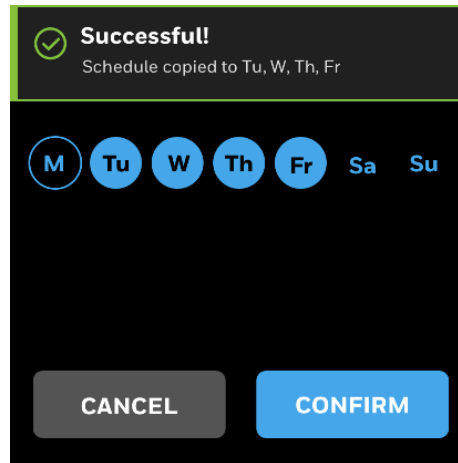 Successful!
Schedule copied to Tu, W, Th, Fr
M Tu W Th Fr Sa Su
CANCEL CONFIRM